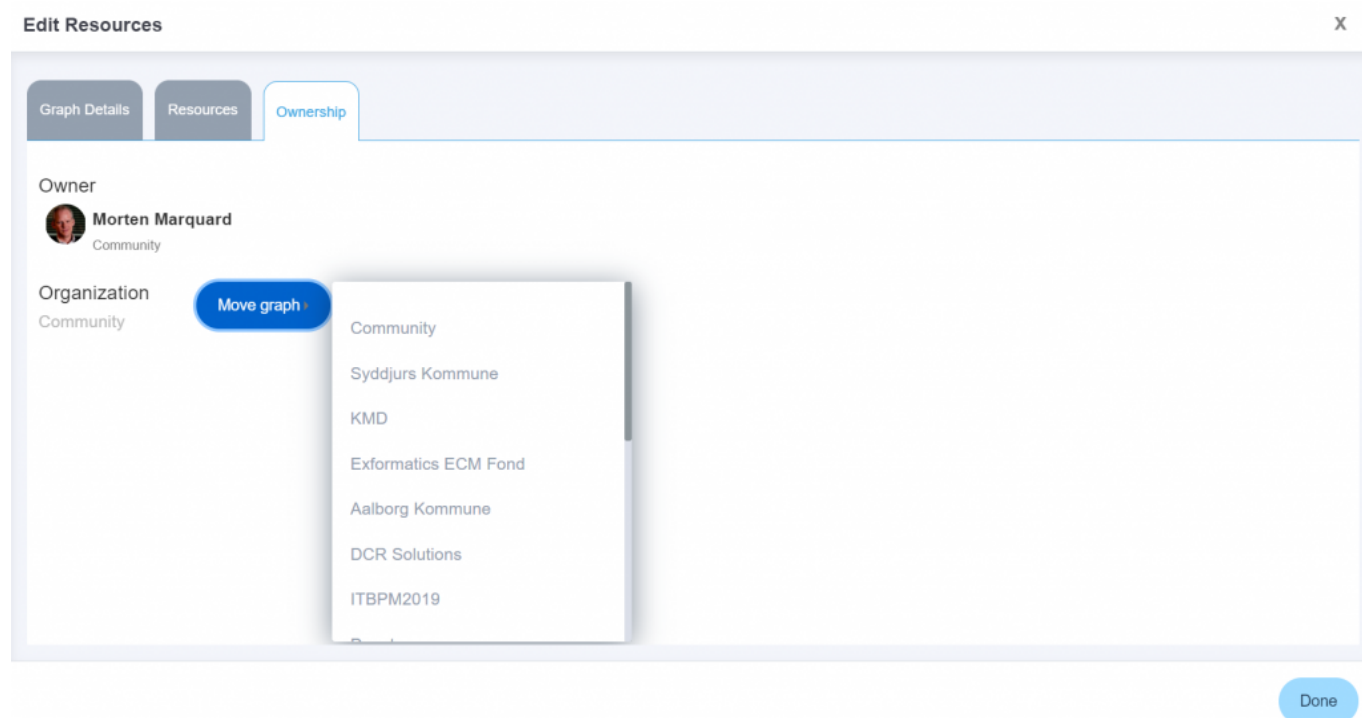 Edit Resources
X
Graph Details
Resources
Ownership
Owner
Morten Marquard
Community
Organization
Community
Move graph
Community
Syddjurs Kommune
KMD
Exformatics ECM Fond
Aalborg Kommune
DCR Solutions
ITBPM2019
Done